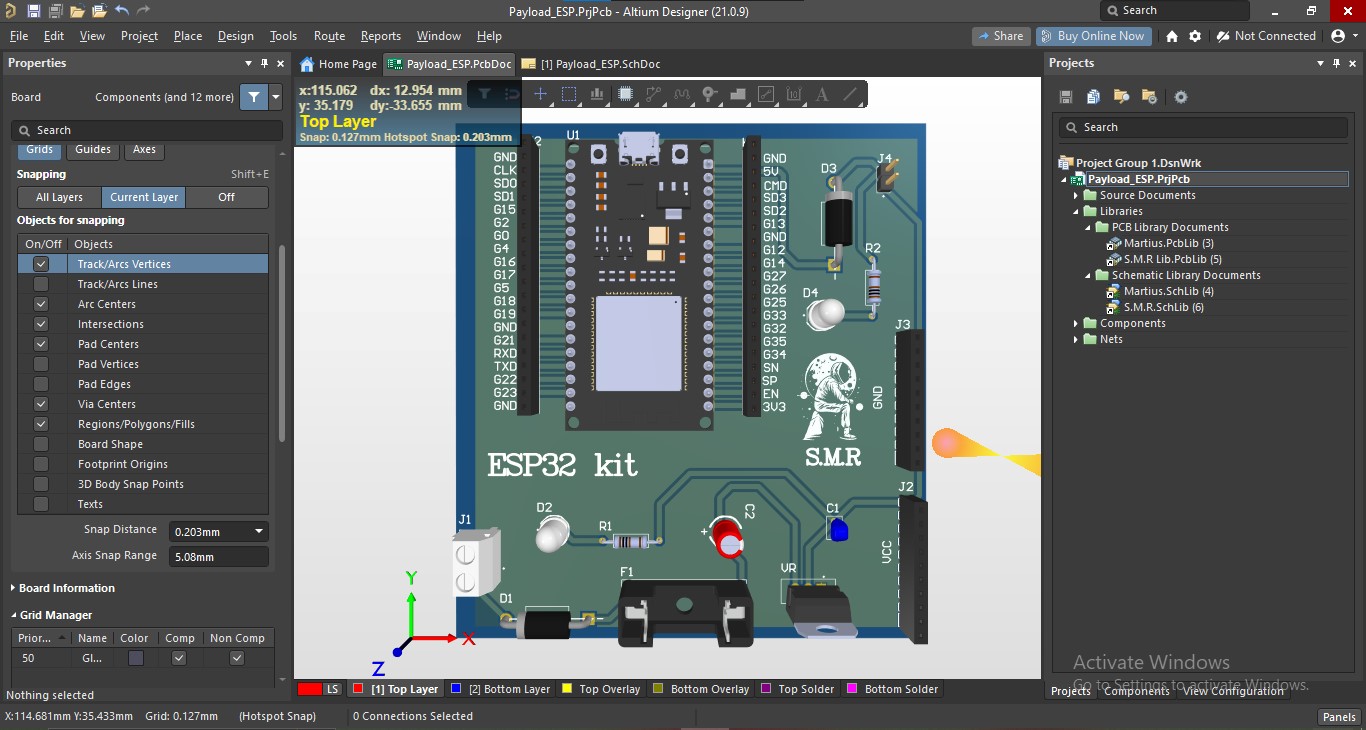 Payload_ESP.PrjPcb - Altium Designer (21.0.9)
Search
File Edit View Project Place Design Tools Route Reports Window Help
Share
Buy Online Now
Not Connected
Properties
Board Components (and 12 more)
Search
Grids Guides Axes
Snapping Shift+E
All Layers Current Layer Off
Objects for snapping
On/Off Objects
Track/Arcs Vertices
Track/Arcs Lines
Arc Centers
Intersections
Pad Centers
Pad Vertices
Pad Edges
Via Centers
Regions/Polygons/Fills
Board Shape
Footprint Origins
3D Body Snap Points
Texts
Snap Distance 0.203mm
Axis Snap Range 5.08mm
Board Information
Grid Manager
Prior... Name Color Comp Non Comp
50 Gl...
Nothing selected
Home Page Payload_ESP.PcbDoc [1] Payload_ESP.SchDoc
x:115.062 dx: 12.954 mm
y: 35.179 dy:-33.655 mm
Top Layer
Snap: 0.127mm Hotspot Snap: 0.203mm
2
U1
GND
CLK
SD0
SD1
G15
G2
G0
G4
G16
G17
G5
G18
G19
GND
G21
RXD
TXD
G22
G23
GND
GND
5V
CMD
SD3
SD2
G13
GND
G12
G14
G27
G26
G25
G33
G32
G35
G34
SN
SP
EN
3V3
D3
J4
R2
D4
J3
GND
S.M.R
ESP32 kit
J2
VCC
J1
D2
R1
C2
+
C1
F1
VR
D1
Y
X
Z
LS [1] Top Layer [2] Bottom Layer Top Overlay Bottom Overlay Top Solder Bottom Solder
Projects
Search
Project Group 1.DsnWrk
Payload_ESP.PrjPcb
Source Documents
Libraries
PCB Library Documents
Martius.PcbLib (3)
S.M.R Lib.PcbLib (5)
Schematic Library Documents
Martius.SchLib (4)
S.M.R.SchLib (6)
Components
Nets
Activate Windows
Go to Settings to activate Windows.
Projects Components View Configuration
X:114.681mm Y:35.433mm Grid: 0.127mm (Hotspot Snap) 0 Connections Selected
Panels